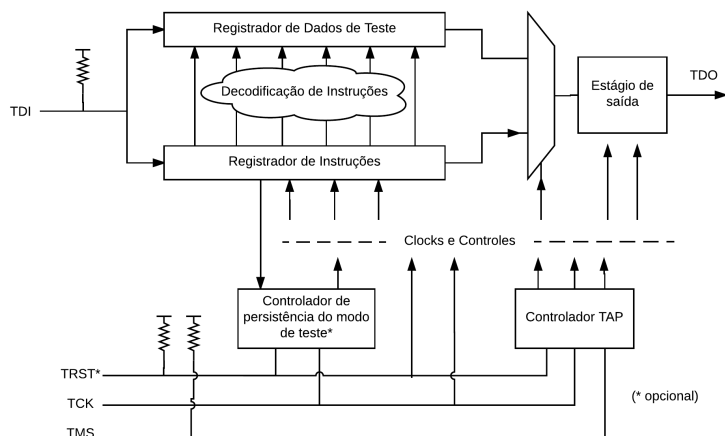 Registrador de Dados de Teste
TDO
Estágio de
saída
Decodificação de Instruções
TDI
Registrador de Instruções
Clocks e Controles
Controlador de
persistência do modo
de teste*
Controlador TAP
TRST*
(* opcional)
TCK
TMS